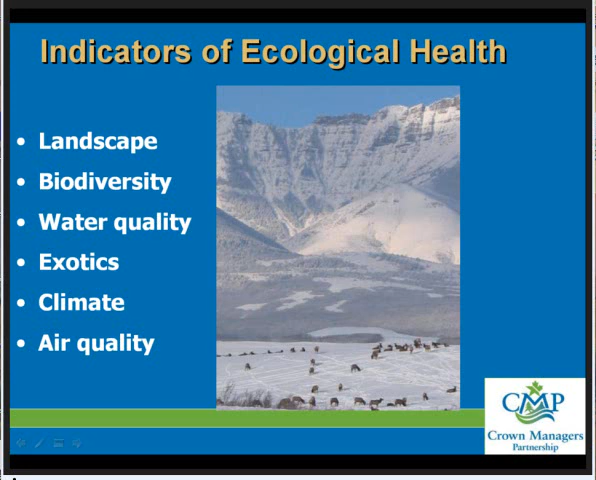 Indicators of Ecological Health
• Landscape
• Biodiversity
• Water quality
• Exotics
• Climate
• Air quality
CMP
Crown Managers
Partnership